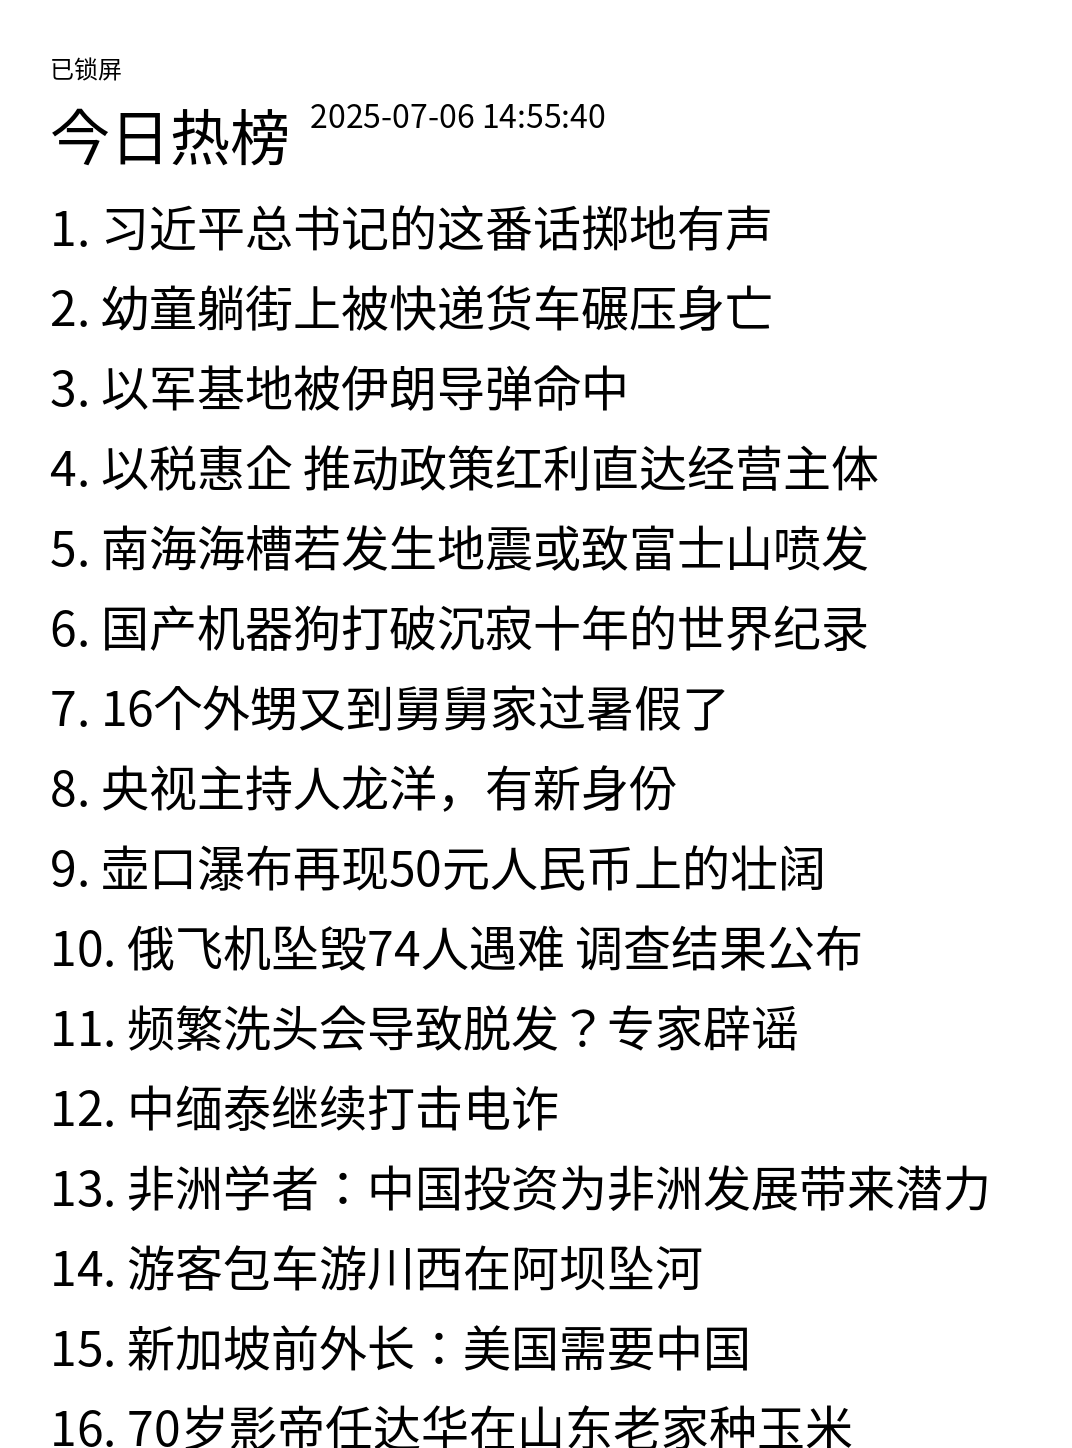 已锁屏
今日热榜 2025-07-06 14:55:40
1. 习近平总书记的这番话掷地有声
2. 幼童躺街上被快递货车碾压身亡
3. 以军基地被伊朗导弹命中
4. 以税惠企 推动政策红利直达经营主体
5. 南海海槽若发生地震或致富士山喷发
6. 国产机器狗打破沉寂十年的世界纪录
7. 16个外甥又到舅舅家过暑假了
8. 央视主持人龙洋，有新身份
9. 壶口瀑布再现50元人民币上的壮阔
10. 俄飞机坠毁74人遇难 调查结果公布
11. 频繁洗头会导致脱发？专家辟谣
12. 中缅泰继续打击电诈
13. 非洲学者：中国投资为非洲发展带来潜力
14. 游客包车游川西在阿坝坠河
15. 新加坡前外长：美国需要中国
16. 70岁影帝任达华在山东老家种玉米